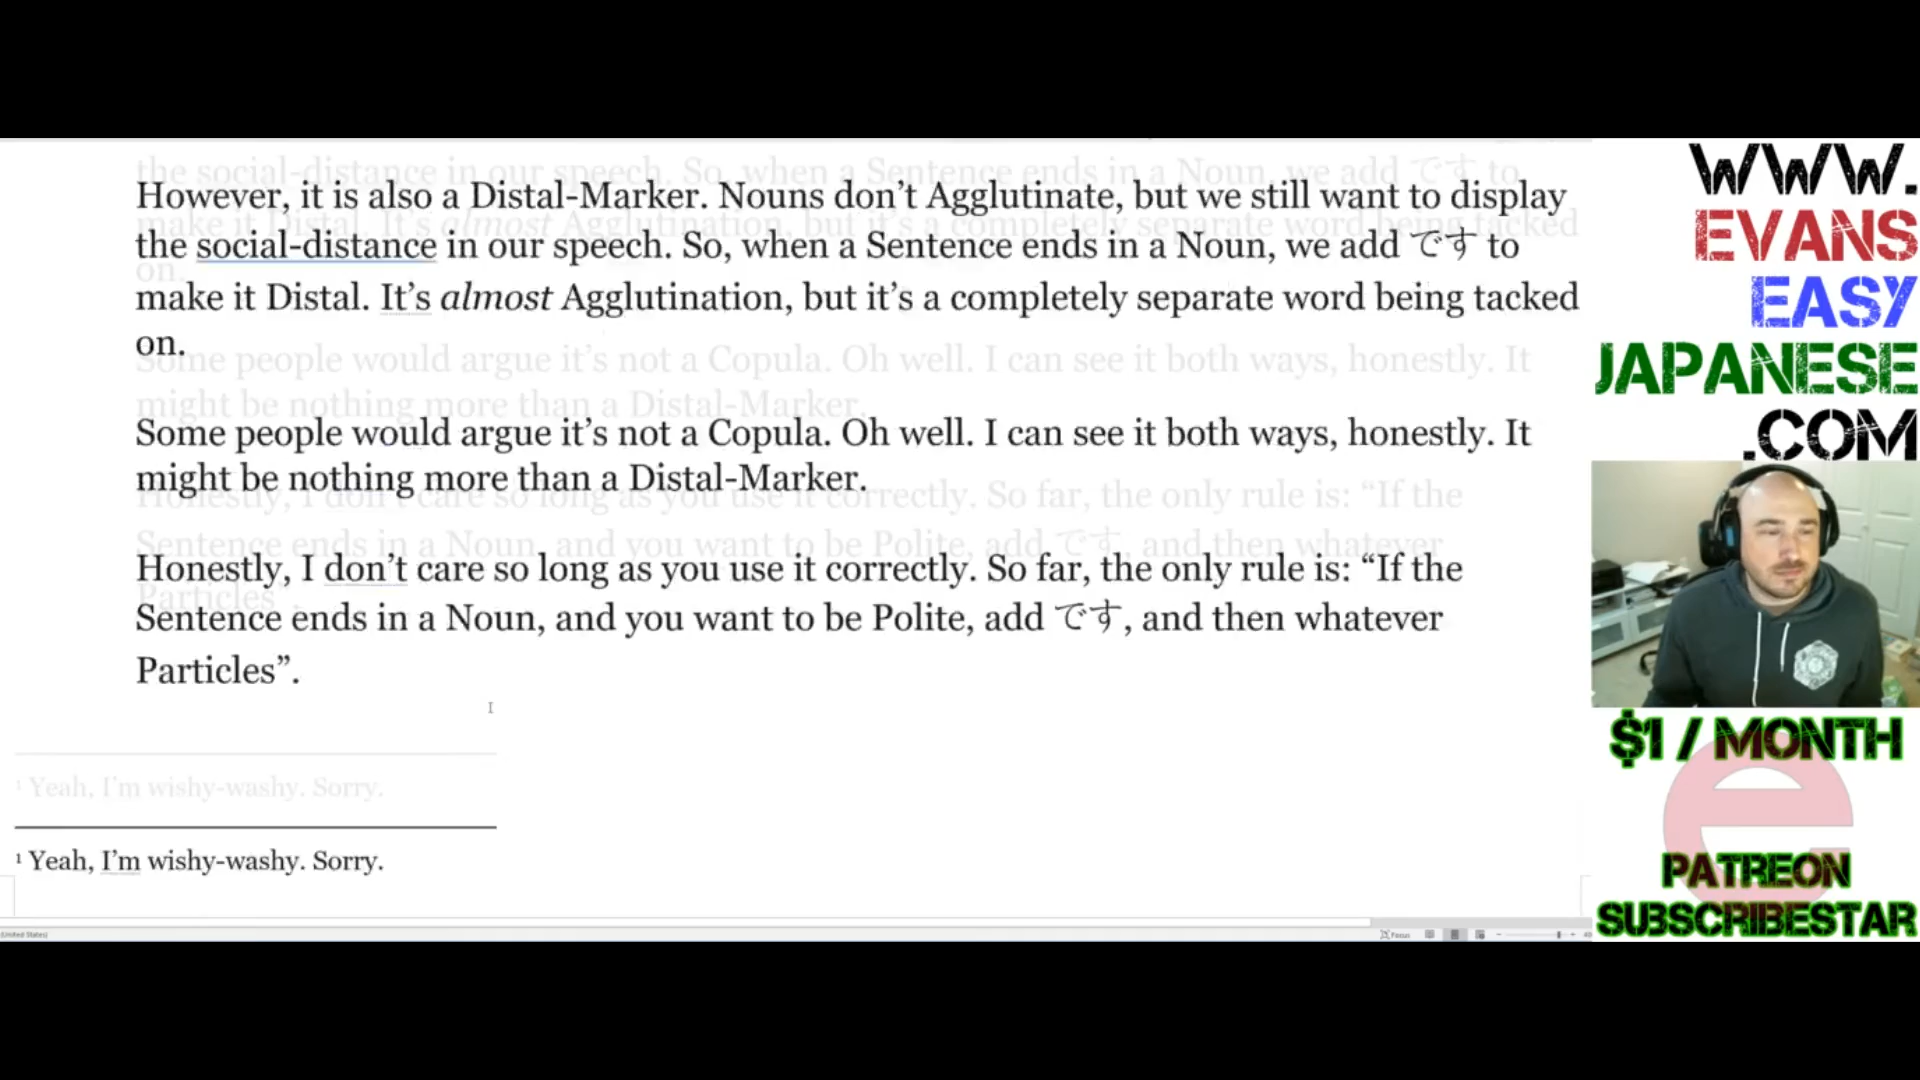 However, it is also a Distal-Marker. Nouns don’t Agglutinate, but we still want to display
the social-distance in our speech. So, when a Sentence ends in a Noun, we add です to
make it Distal. It’s almost Agglutination, but it’s a completely separate word being tacked
on.
Some people would argue it’s not a Copula. Oh well. I can see it both ways, honestly. It
might be nothing more than a Distal-Marker.
Honestly, I don’t care so long as you use it correctly. So far, the only rule is: “If the
Sentence ends in a Noun, and you want to be Polite, add です, and then whatever
Particles”.
¹ Yeah, I’m wishy-washy. Sorry.
(United States)
Focus
WWW.
EVANS
EASY
JAPANESE
.COM
$1 / MONTH
e
PATREON
SUBSCRIBESTAR